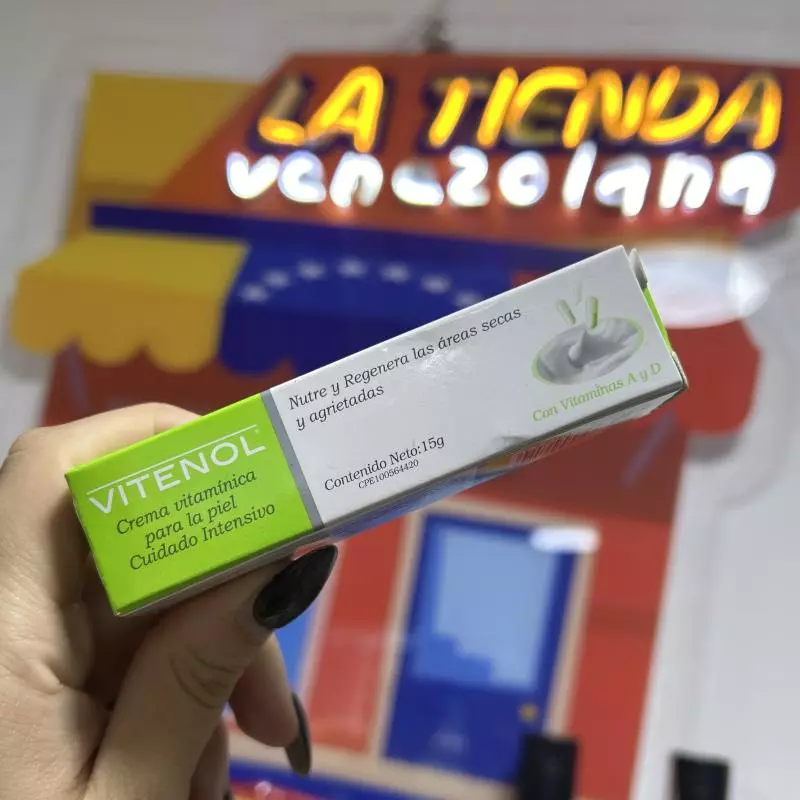 LA TIENDA
venezolana
VITENOL
Crema vitamínica
para la piel
Cuidado Intensivo
Nutre y Regenera las áreas secas
y agrietadas
Contenido Neto:15g
CPE100564420
Con Vitaminas A y D